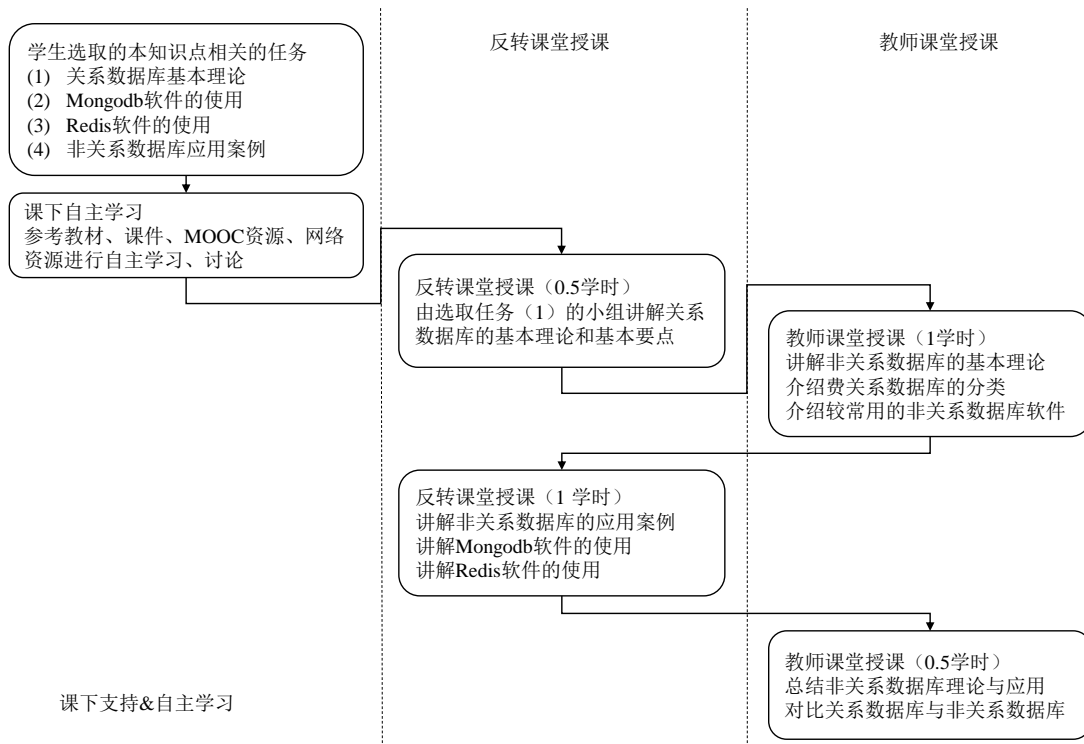 反转课堂授课
教师课堂授课
学生选取的本知识点相关的任务
(1) 关系数据库基本理论
(2) Mongodb软件的使用
(3) Redis软件的使用
(4) 非关系数据库应用案例
课下自主学习
参考教材、课件、MOOC资源、网络
资源进行自主学习、讨论
反转课堂授课（0.5学时）
由选取任务（1）的小组讲解关系
数据库的基本理论和基本要点
教师课堂授课（1学时）
讲解非关系数据库的基本理论
介绍费关系数据库的分类
介绍较常用的非关系数据库软件
反转课堂授课（1 学时）
讲解非关系数据库的应用案例
讲解Mongodb软件的使用
讲解Redis软件的使用
教师课堂授课（0.5学时）
总结非关系数据库理论与应用
对比关系数据库与非关系数据库
课下支持&自主学习